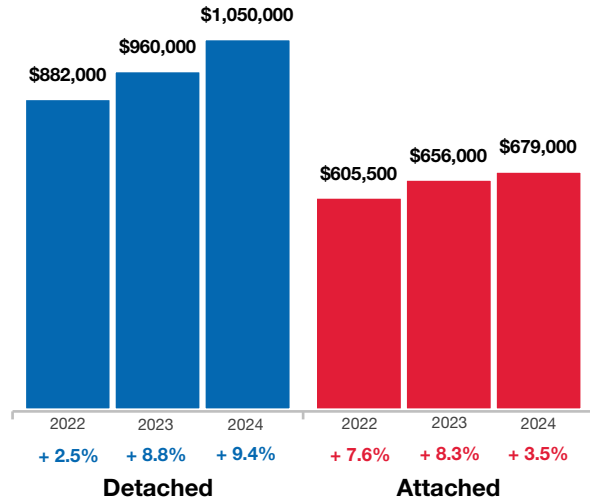 $882,000
$960,000
$1,050,000
$605,500
$656,000
$679,000
2022 2023 2024 2022 2023 2024
+ 2.5% + 8.8% + 9.4% + 7.6% + 8.3% + 3.5%
Detached Attached